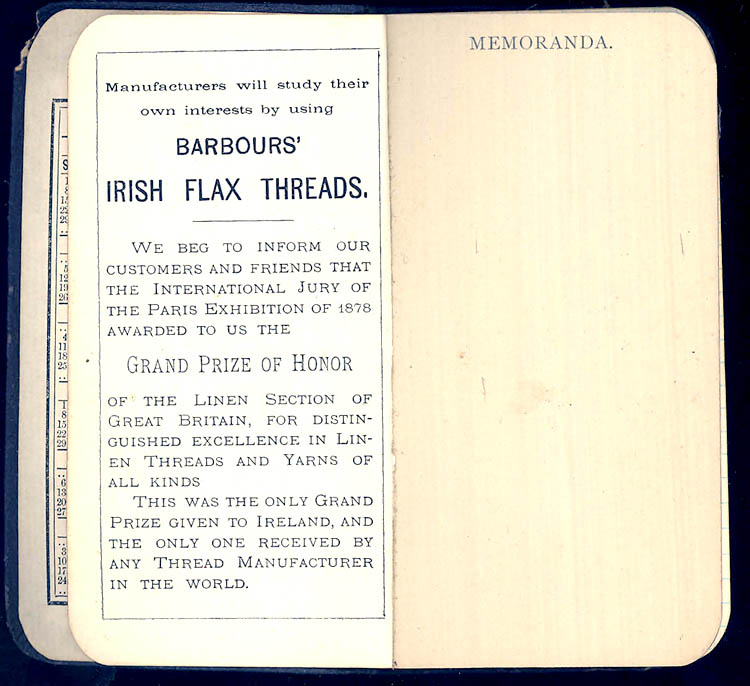 Manufacturers will study their
own interests by using
BARBOURS'
IRISH FLAX THREADS.
WE BEG TO INFORM OUR
CUSTOMERS AND FRIENDS THAT
THE INTERNATIONAL JURY OF
THE PARIS EXHIBITION OF 1878
AWARDED TO US THE
GRAND PRIZE OF HONOR
OF THE LINEN SECTION OF
GREAT BRITAIN, FOR DISTIN-
GUISHED EXCELLENCE IN LIN-
EN THREADS AND YARNS OF
ALL KINDS
THIS WAS THE ONLY GRAND
PRIZE GIVEN TO IRELAND, AND
THE ONLY ONE RECEIVED BY
ANY THREAD MANUFACTURER
IN THE WORLD.
MEMORANDA.